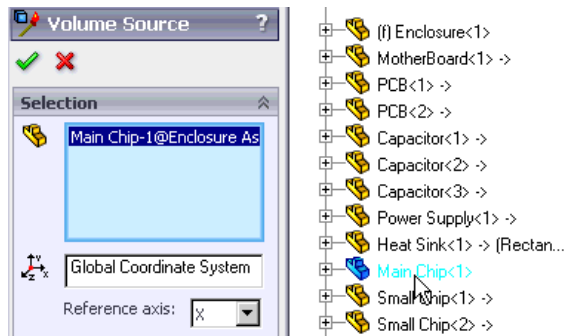 Volume Source ?
Selection
Main Chip-1@Enclosure As
Global Coordinate System
Reference axis: X
(f) Enclosure<1>
MotherBoard<1> ->
PCB<1> ->
PCB<2> ->
Capacitor<1> ->
Capacitor<2> ->
Capacitor<3> ->
Power Supply<1> ->
Heat Sink<1> -> (Rectan...
Main Chip<1>
Small Chip<1> ->
Small Chip<2> ->